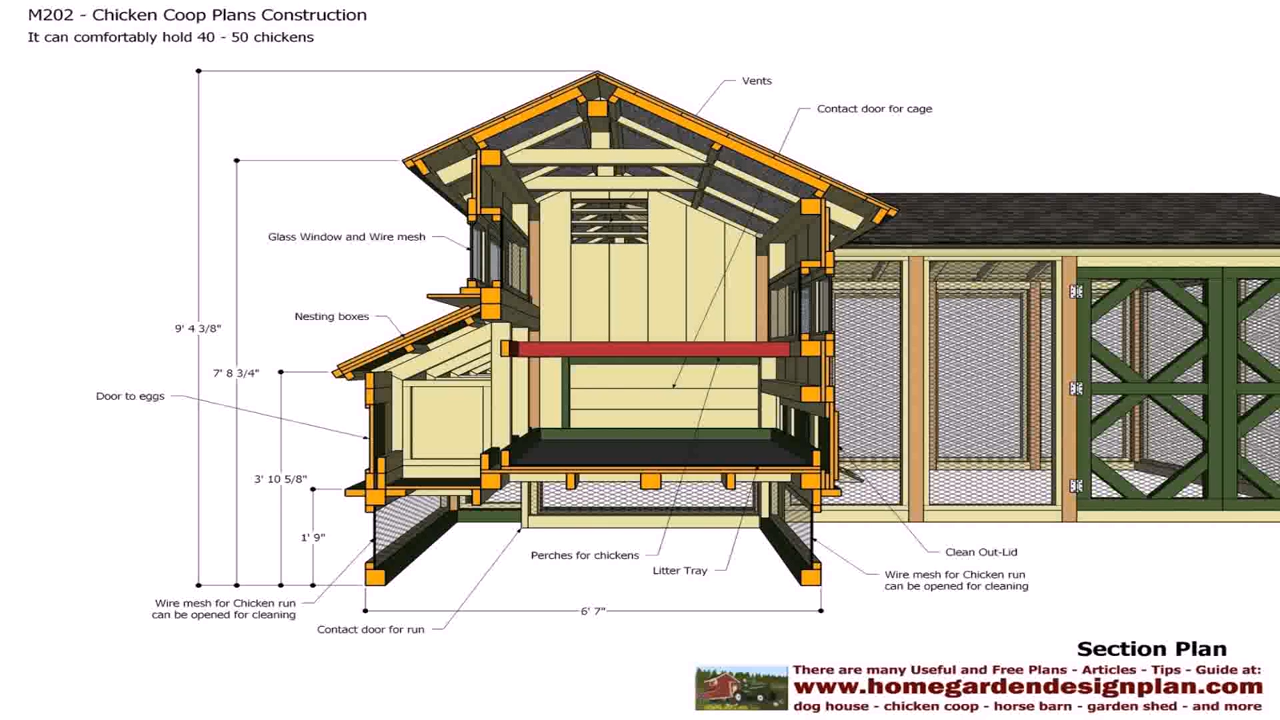 M202 - Chicken Coop Plans Construction
It can comfortably hold 40 - 50 chickens
Vents
Contact door for cage
Glass Window and Wire mesh
Nesting boxes
9' 4 3/8"
7' 8 3/4"
Door to eggs
3' 10 5/8"
1' 9"
Clean Out-Lid
Perches for chickens
Litter Tray
Wire mesh for Chicken run
can be opened for cleaning
Wire mesh for Chicken run
can be opened for cleaning
6' 7"
Contact door for run
Section Plan
There are many Useful and Free Plans - Articles - Tips - Guide at:
www.homegardendesignplan.com
dog house - chicken coop - horse barn - garden shed - and more